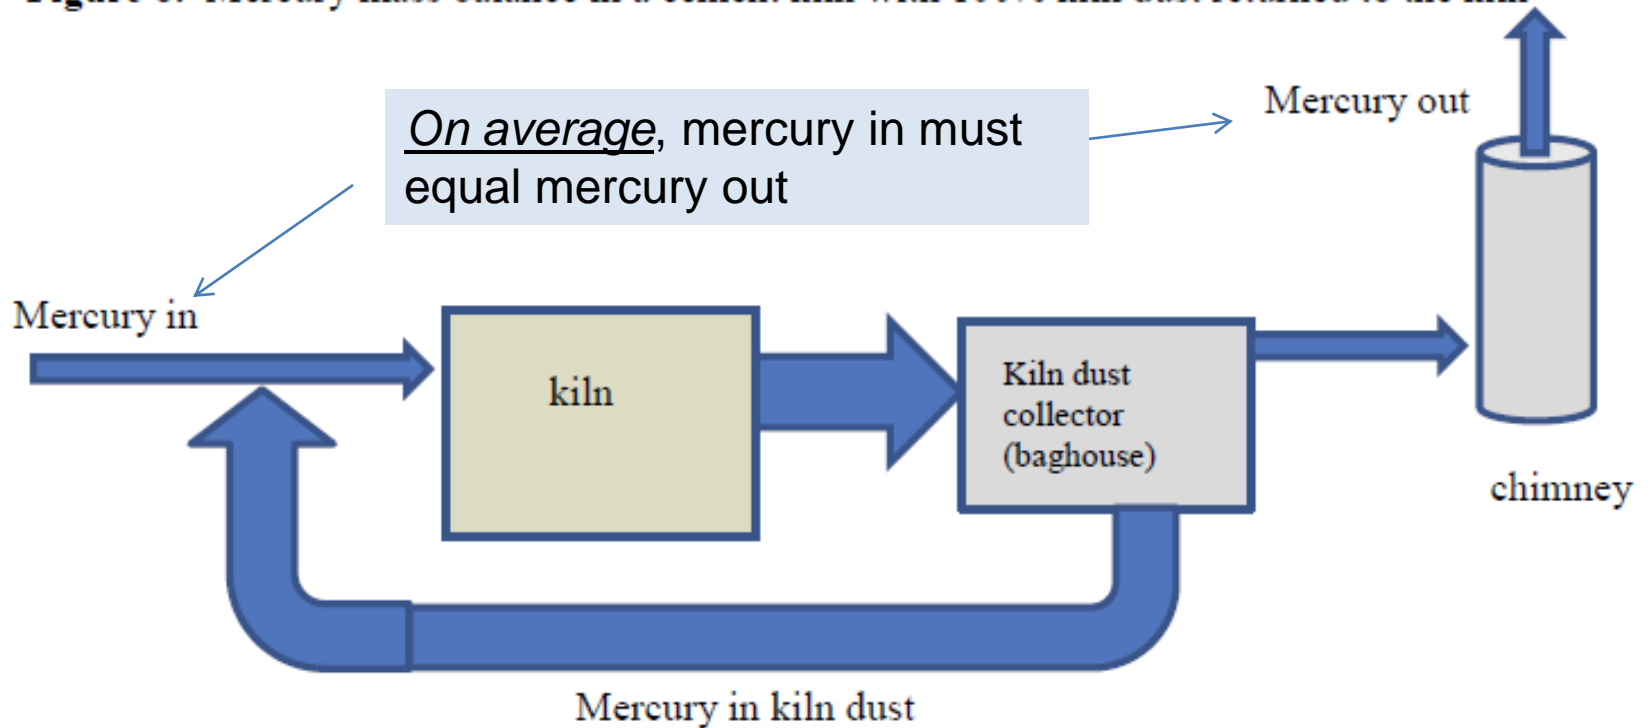 Mercury out
On average, mercury in must
equal mercury out
Mercury in
kiln
Kiln dust
collector
(baghouse)
chimney
Mercury in kiln dust